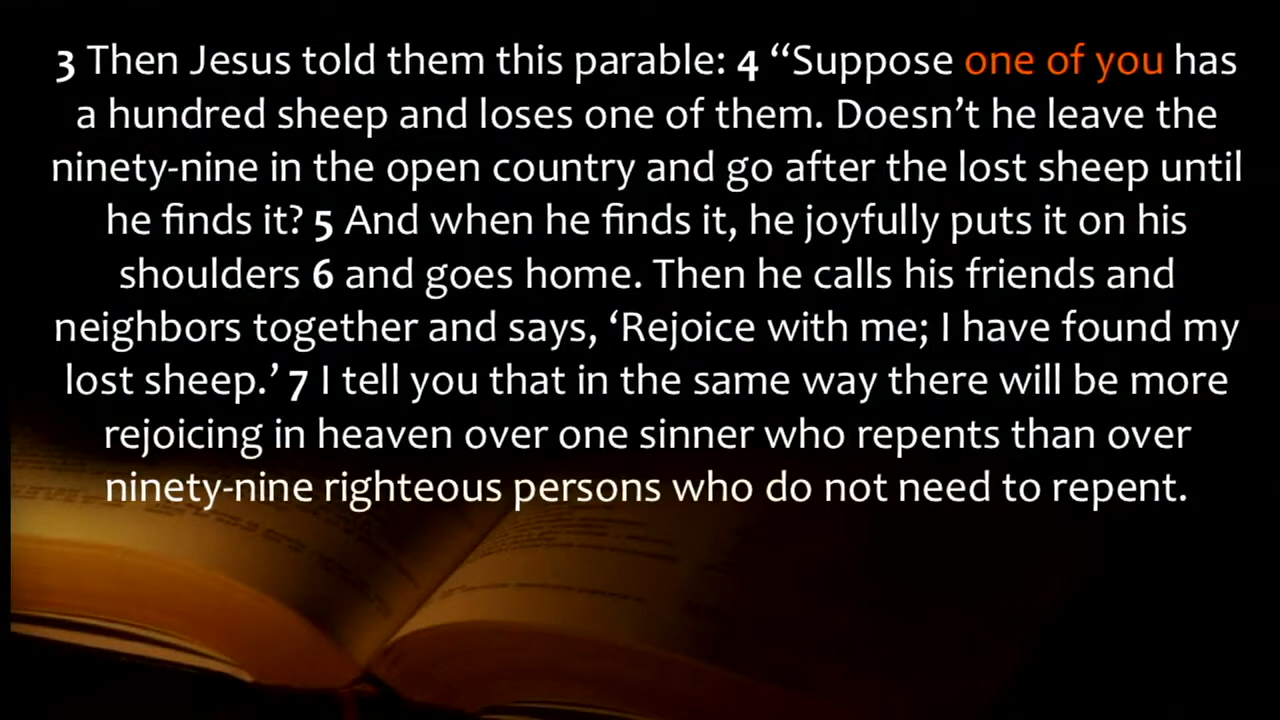 3 Then Jesus told them this parable: 4 “Suppose one of you has
a hundred sheep and loses one of them. Doesn’t he leave the
ninety-nine in the open country and go after the lost sheep until
he finds it? 5 And when he finds it, he joyfully puts it on his
shoulders 6 and goes home. Then he calls his friends and
neighbors together and says, ‘Rejoice with me; I have found my
lost sheep.’ 7 I tell you that in the same way there will be more
rejoicing in heaven over one sinner who repents than over
ninety-nine righteous persons who do not need to repent.